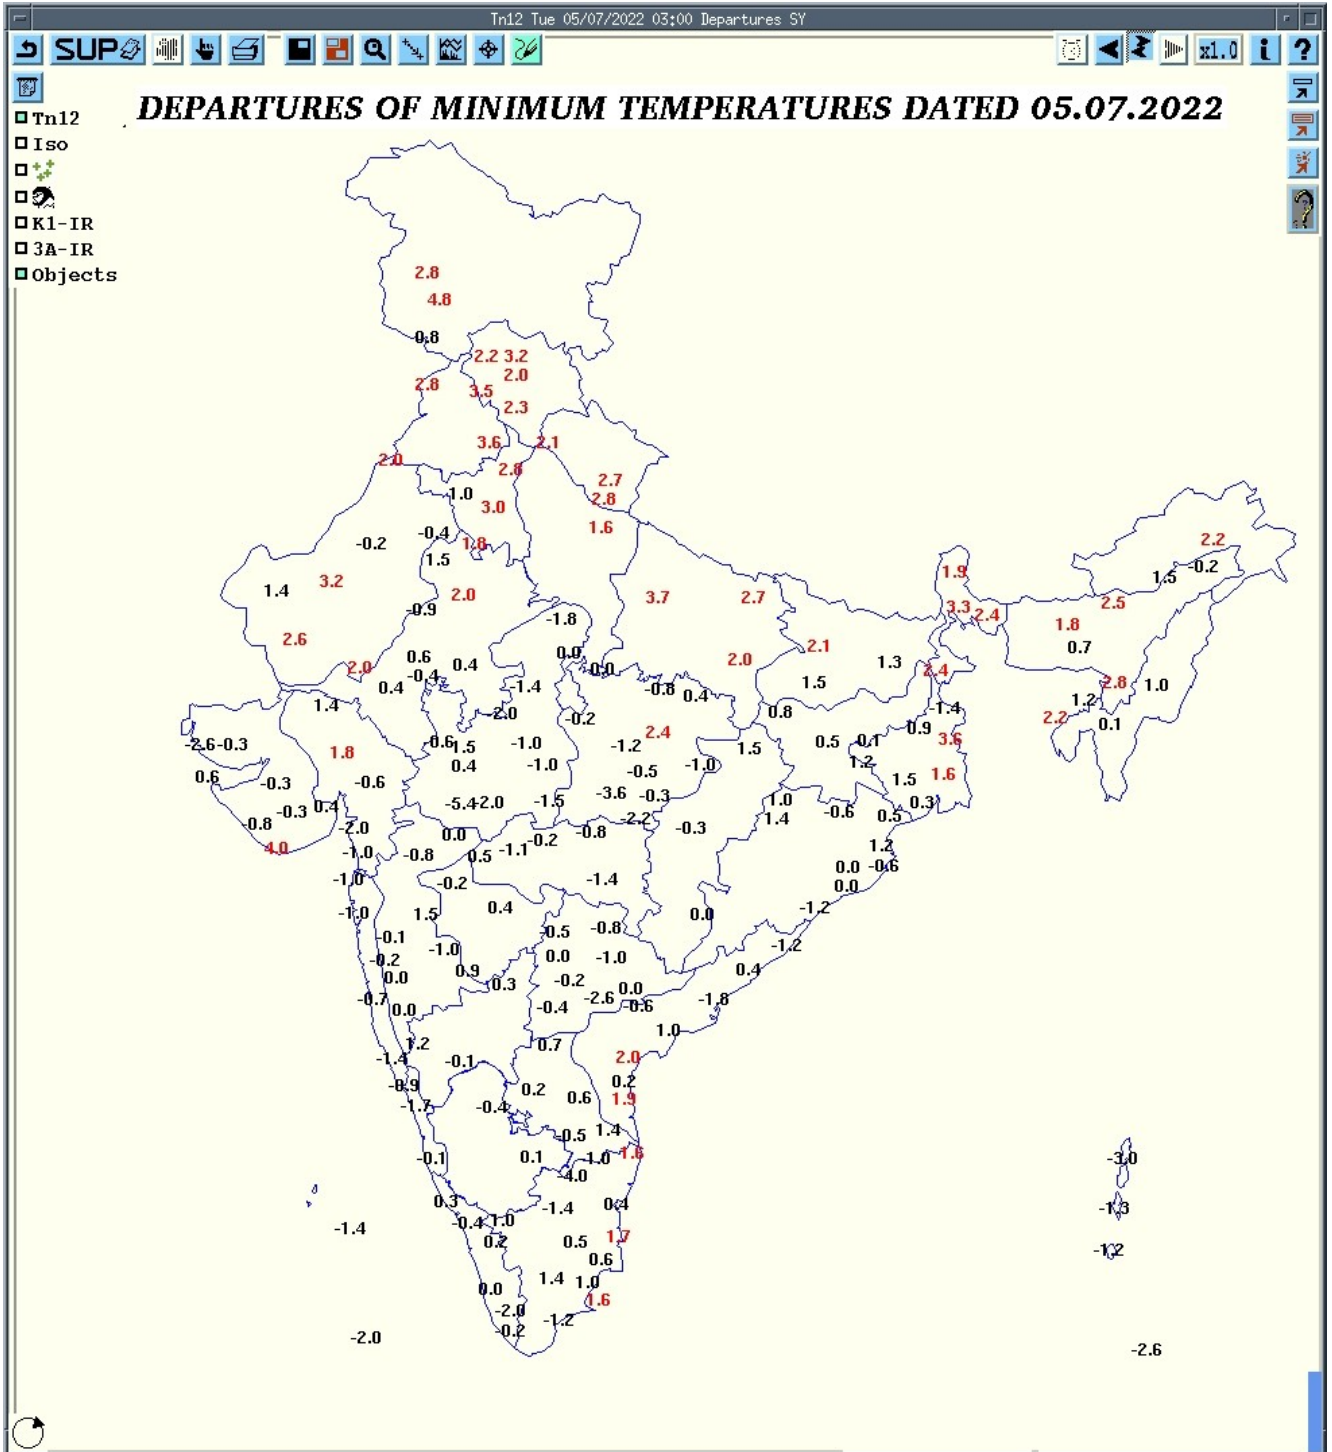 Tn12 Tue 05/07/2022 03:00 Departures SY
SUP x1.0 i ?
DEPARTURES OF MINIMUM TEMPERATURES DATED 05.07.2022
Tn12
Iso
K1-IR
3A-IR
Objects
2.8
4.8
0.8
2.2 3.2
2.0
2.8 3.5
2.3
3.6 2.1
2.0 2.8
2.7
1.0 2.8
3.0
1.6
-0.2 -0.4 1.8 2.2
1.5 -0.2
1.9 1.5
1.4 3.2 2.0 3.7 2.7 2.5
-0.9 3.3 2.4
-1.8 1.8
2.6 2.1 0.7
0.6 0.4 0.0 2.0 1.3
2.0 -0.4 0.0 2.4
0.4 -1.4 -0.8 1.5 2.8 1.0
0.4 1.2
1.4 -2.0 -0.2 0.8 -1.4 2.2 0.1
2.4 0.9
-2.6 -0.3 1.8 -0.6 1.5 -1.0 -1.2 1.5 0.5 -0.1 3.6
0.4 -1.0 -0.5 -1.0 1.2
0.6 -0.3 -0.6 1.5 1.6
-3.6 -0.3
-0.3 0.4 -5.4 -2.0 -1.5 1.0 -0.6 0.3
-0.8 -2.0 -2.2 1.4 0.5
0.0 -0.2 -0.8 -0.3
4.0 -1.0 -0.8 0.5 -1.1 1.2
0.0 -0.6
-1.0 -0.2 -1.4 0.0
-1.0 1.5 0.4 0.0 -1.2
-0.1 -0.5 -0.8
-1.0 -1.2
-0.2 0.0 -1.0
0.0 0.9 0.4
0.3 -0.2 0.0
-0.7 -2.6 -1.8
0.0 -0.4 -0.6
1.0
1.2 0.7
-1.4 -0.1 2.0
-0.9 0.2 0.2
-1.7 -0.4 0.6 1.9
-0.5 1.4
-0.1 0.1 -1.0 1.6 -3.0
-4.0
0.3 -1.4 0.4 -1.3
-1.4 -0.4 1.0
0.2 0.5 1.7 -1.2
0.6
0.0 1.4 1.0
1.6
-2.0
-1.2
-2.0 -0.2
-2.6